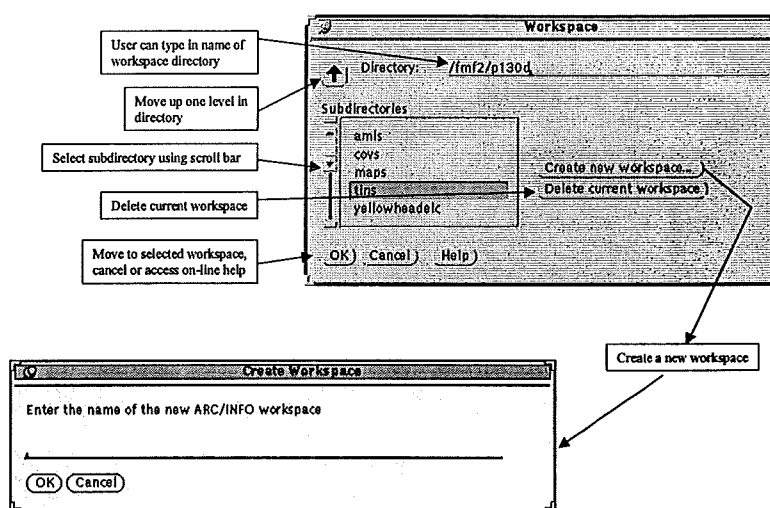 Workspace
User can type in name of
workspace directory
Directory: /fmf2/p130d
Move up one level in
directory
Subdirectories
amls
covs
maps
tins
yellowheadelc
Select subdirectory using scroll bar
Create new workspace...
Delete current workspace
Delete current workspace
Move to selected workspace,
cancel or access on-line help
OK Cancel Help
Create a new workspace
Create Workspace
Enter the name of the new ARC/INFO workspace
OK Cancel